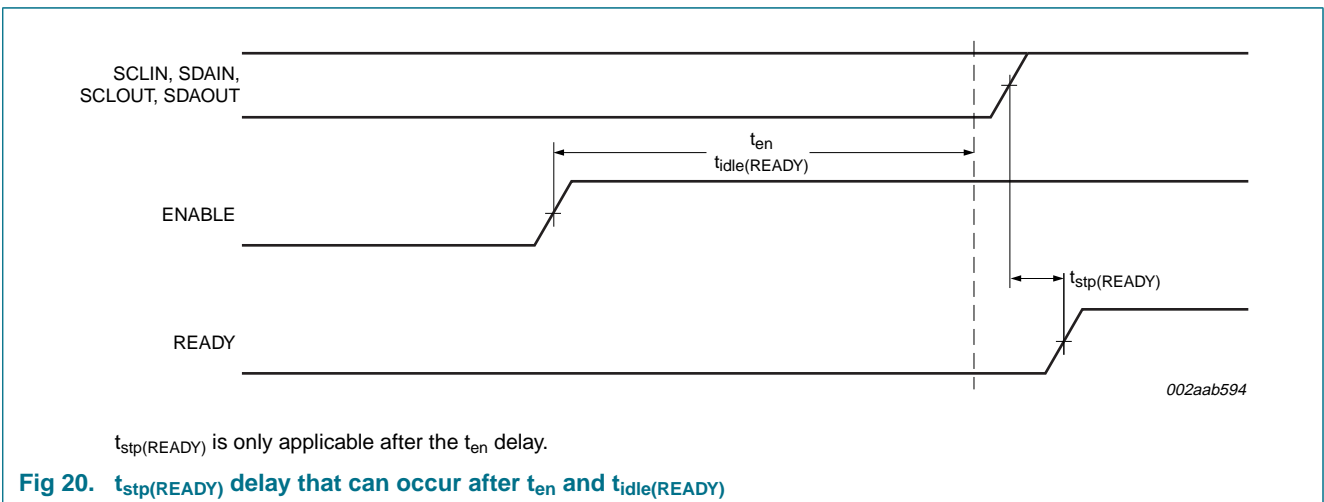 SCLIN, SDAIN,
SCLOUT, SDAOUT
ten
tidle(READY)
ENABLE
tstp(READY)
READY
002aab594
tstp(READY) is only applicable after the ten delay.
Fig 20. tstp(READY) delay that can occur after ten and tidle(READY)